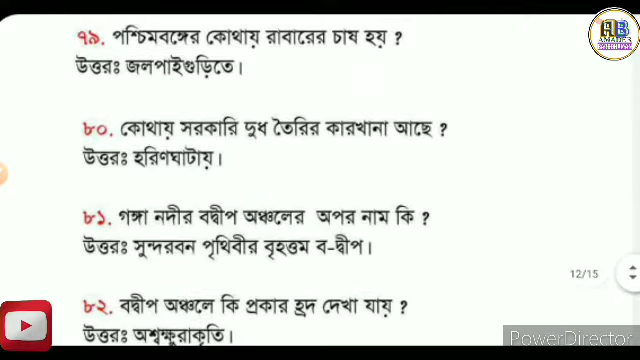 ৭৯. পশ্চিমবঙ্গের কোথায় রাবারের চাষ হয় ?
উত্তরঃ জলপাইগুড়িতে।
৮০. কোথায় সরকারি দুধ তৈরির কারখানা আছে ?
উত্তরঃ হরিণঘাটায়।
৮১. গঙ্গা নদীর বদ্বীপ অঞ্চলের অপর নাম কি ?
উত্তরঃ সুন্দরবন পৃথিবীর বৃহত্তম ব-দ্বীপ।
12/15
৮২. বদ্বীপ অঞ্চলে কি প্রকার হ্রদ দেখা যায় ?
উত্তরঃ অশ্বক্ষুরাকৃতি।
PowerDirector